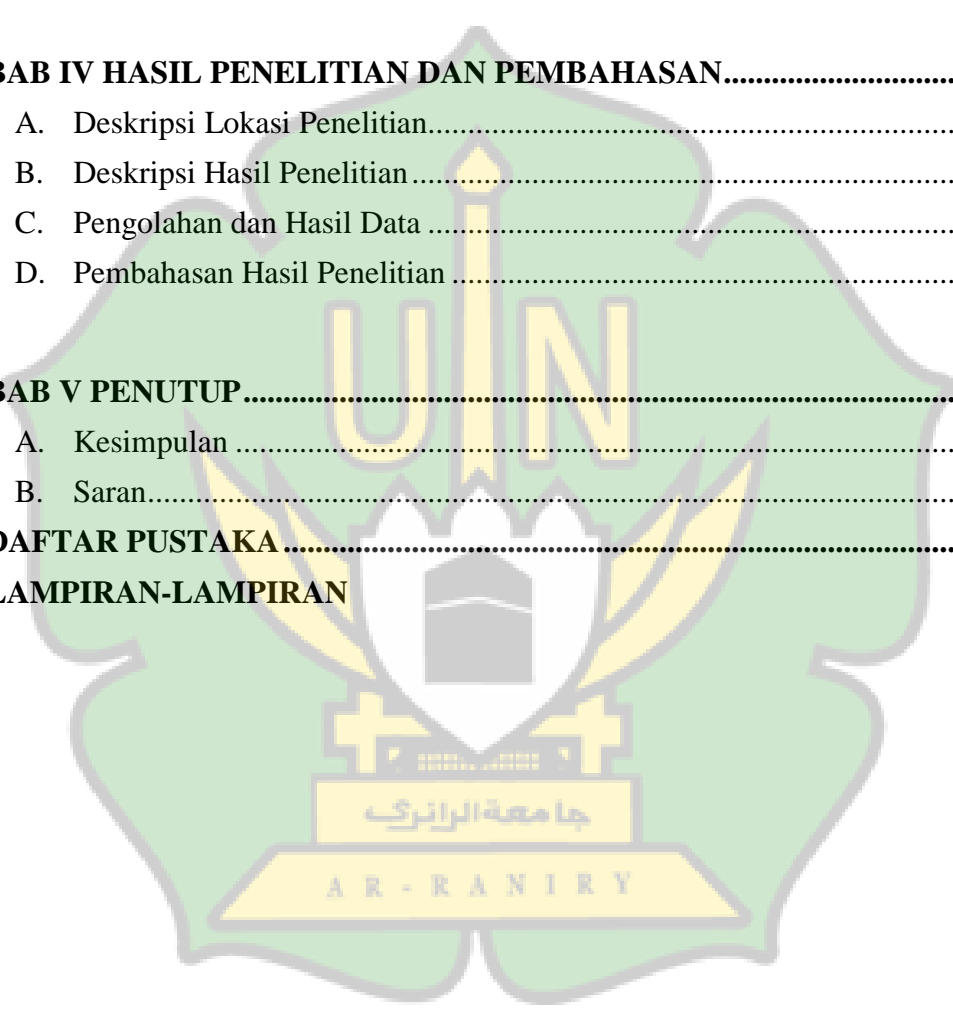 BAB IV HASIL PENELITIAN DAN PEMBAHASAN..............................
A. Deskripsi Lokasi Penelitian..............................
B. Deskripsi Hasil Penelitian..............................
C. Pengolahan dan Hasil Data..............................
D. Pembahasan Hasil Penelitian..............................
BAB V PENUTUP..............................
A. Kesimpulan..............................
B. Saran..............................
DAFTAR PUSTAKA..............................
LAMPIRAN-LAMPIRAN
UIN
جامعة الرانري
AR-RANIRY